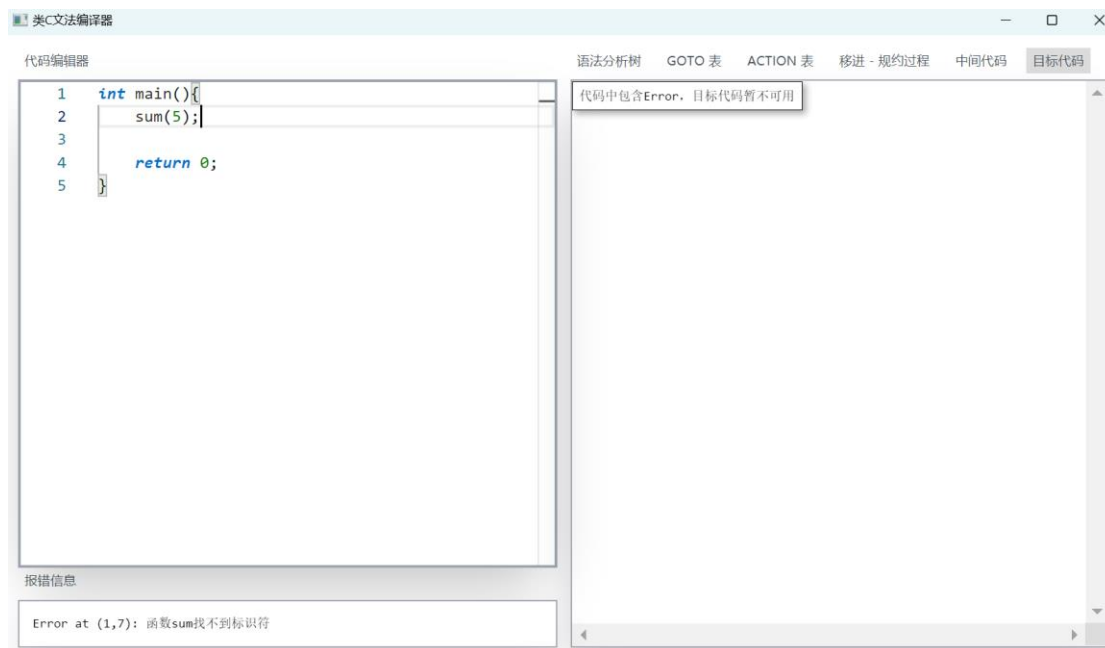 类C文法编译器
代码编辑器
语法分析树 GOTO 表 ACTION 表 移进 - 规约过程 中间代码 目标代码
1 int main(){
2 sum(5);
3
4 return 0;
5 }
代码中包含Error, 目标代码暂不可用
报错信息
Error at (1,7): 函数sum找不到标识符